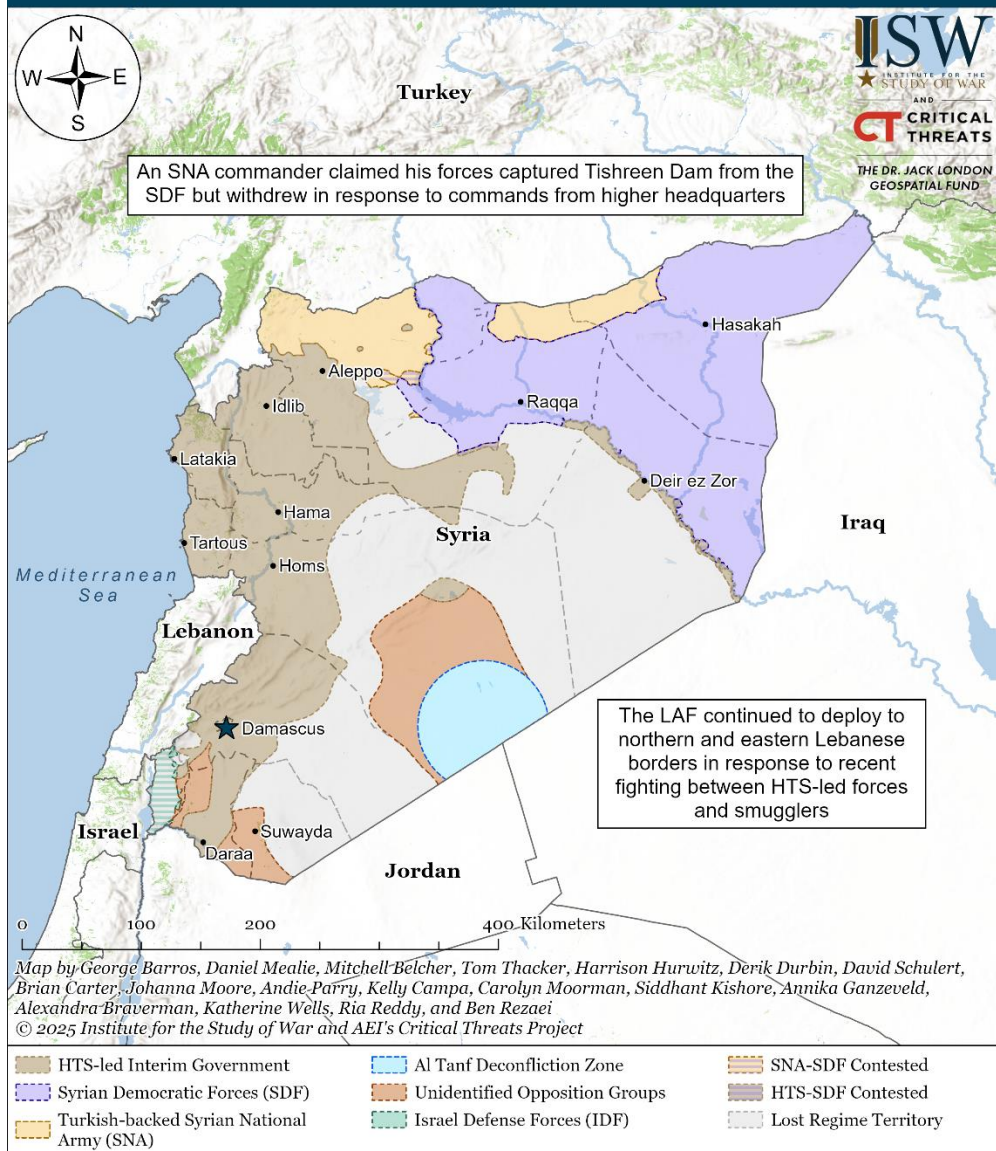 N
W
E
S
ISW
INSTITUTE FOR THE
STUDY OF WAR
AND
CT CRITICAL
THREATS
THE DR. JACK LONDON
GEOSPATIAL FUND
Turkey
An SNA commander claimed his forces captured Tishreen Dam from the
SDF but withdrew in response to commands from higher headquarters
Hasakah
Aleppo
Raqqa
Idlib
Latakia
Deir ez Zor
Hama
Iraq
Syria
Tartous
Homs
Mediterranean
Sea
Lebanon
Damascus
The LAF continued to deploy to
northern and eastern Lebanese
borders in response to recent
fighting between HTS-led forces
and smugglers
Israel
Suwayda
Daraa
Jordan
0 100 200 400 Kilometers
Map by George Barros, Daniel Mealie, Mitchell Belcher, Tom Thacker, Harrison Hurwitz, Derik Durbin, David Schulert,
Brian Carter, Johanna Moore, Andie Parry, Kelly Campa, Carolyn Moorman, Siddhant Kishore, Annika Ganzeveld,
Alexandra Braverman, Katherine Wells, Ria Reddy, and Ben Rezaei
© 2025 Institute for the Study of War and AEI's Critical Threats Project
HTS-led Interim Government
Syrian Democratic Forces (SDF)
Turkish-backed Syrian National
Army (SNA)
Al Tanf Deconfliction Zone
Unidentified Opposition Groups
Israel Defense Forces (IDF)
SNA-SDF Contested
HTS-SDF Contested
Lost Regime Territory